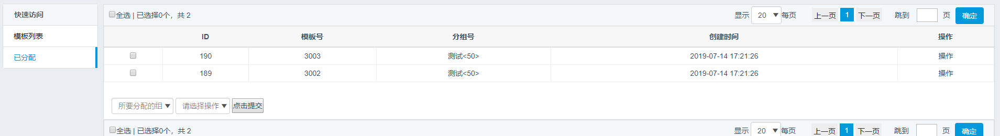 快速访问
模板列表
已分配
全选 | 已选择0个，共 2 显示 20 每页 上一页 1 下一页 跳到 页 确定
ID 模板号 分组号 创建时间 操作
190 3003 测试<50> 2019-07-14 17:21:26 操作
189 3002 测试<50> 2019-07-14 17:21:26 操作
所要分配的组 请选择操作 点击提交
全选 | 已选择0个，共 2 显示 20 每页 上一页 1 下一页 跳到 页 确定